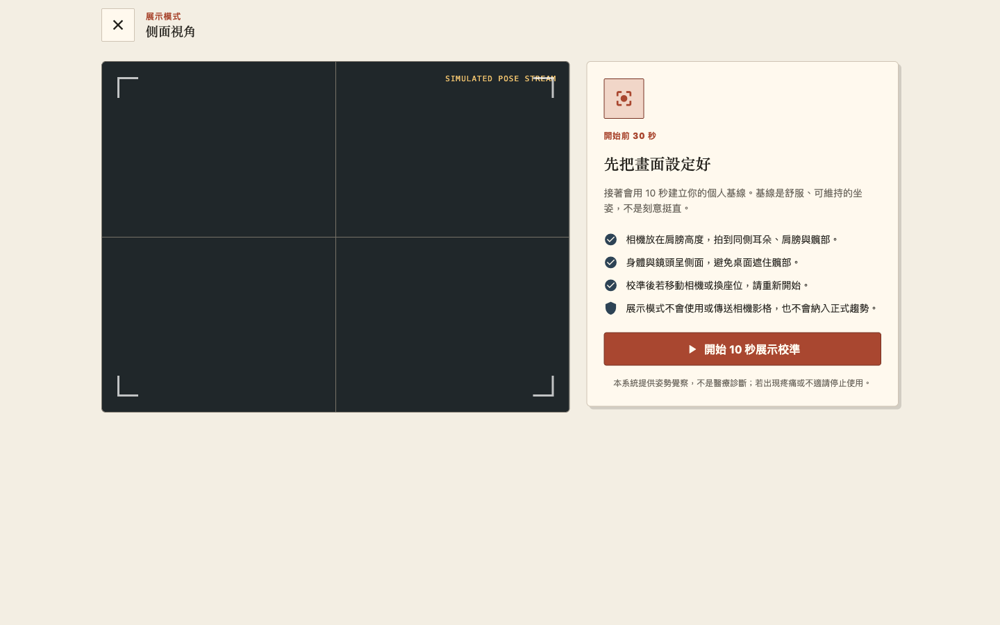 展示模式
側面視角
SIMULATED POSE STREAM
開始前 30 秒
先把畫面設定好
接著會用 10 秒建立你的個人基線。基線是舒服、可維持的坐
姿，不是刻意挺直。
相機放在肩膀高度，拍到同側耳朵、肩膀與髖部。
身體與鏡頭呈側面，避免桌面遮住髖部。
校準後若移動相機或換座位，請重新開始。
展示模式不會使用或傳送相機影格，也不會納入正式趨勢。
開始 10 秒展示校準
本系統提供姿勢覺察，不是醫療診斷；若出現疼痛或不適請停止使用。